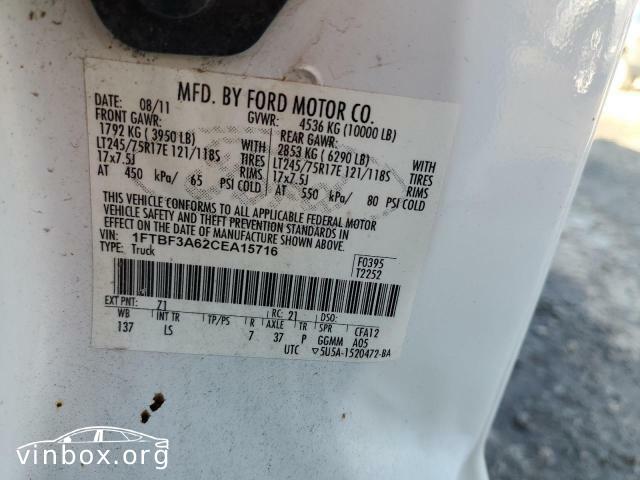 MFD. BY FORD MOTOR CO.
DATE: 08/11 GVWR: 4536 KG (10000 LB)
FRONT GAWR: REAR GAWR:
1792 KG ( 3950 LB) WITH 2853 KG ( 6290 LB) WITH
LT245/75R17E 121/118S TIRES LT245/75R17E 121/118S TIRES
17x7.5J RIMS 17x7.5J RIMS
AT 450 kPa/ 65 PSI COLD AT 550 kPa/ 80 PSI COLD
THIS VEHICLE CONFORMS TO ALL APPLICABLE FEDERAL MOTOR
VEHICLE SAFETY AND THEFT PREVENTION STANDARDS IN
EFFECT ON THE DATE OF MANUFACTURE SHOWN ABOVE.
VIN: 1FTBF3A62CEA15716
TYPE: Truck
F0395
T2252
EXT PNT: Z1 RC: 21 DSO:
WB INT TR TP/PS R AXLE TR SPR CFA12
137 LS 7 37 P GGMM A05
UTC ▽5U5A-1520472-BA
vinbox.org